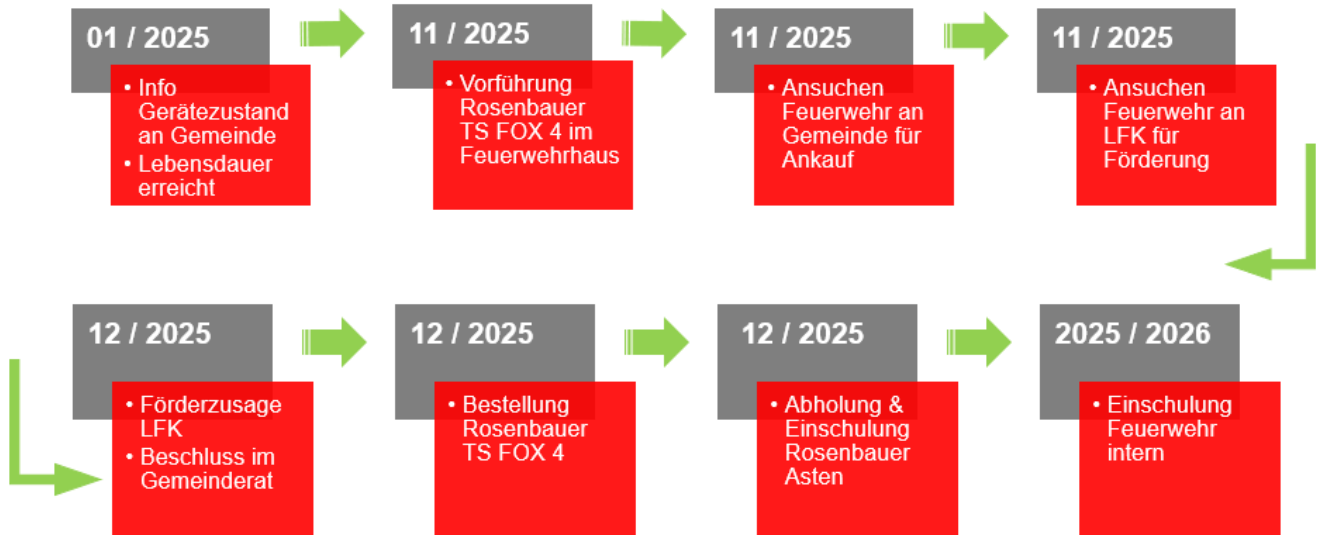 01 / 2025
• Info
Gerätezustand
an Gemeinde
• Lebensdauer
erreicht
11 / 2025
• Vorführung
Rosenbauer
TS FOX 4 im
Feuerwehrhaus
11 / 2025
• Ansuchen
Feuerwehr an
Gemeinde für
Ankauf
11 / 2025
• Ansuchen
Feuerwehr an
LFK für
Förderung
12 / 2025
• Förderzusage
LFK
• Beschluss im
Gemeinderat
12 / 2025
• Bestellung
Rosenbauer
TS FOX 4
12 / 2025
• Abholung &
Einschulung
Rosenbauer
Asten
2025 / 2026
• Einschulung
Feuerwehr
intern